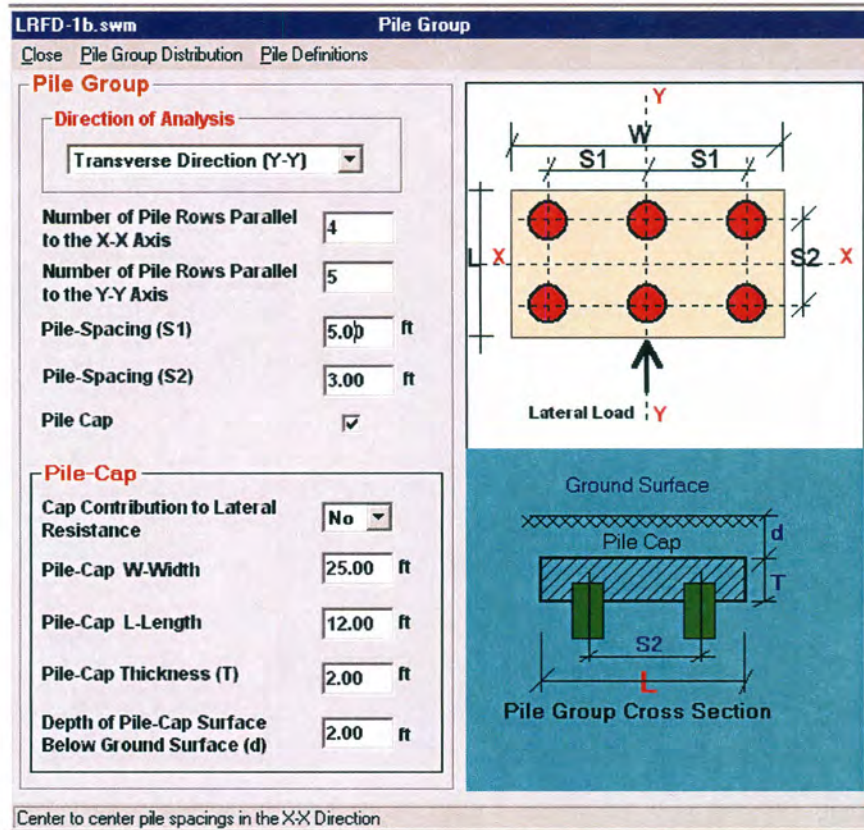 LRFD-1b.swm Pile Group
Close Pile Group Distribution Pile Definitions
Pile Group
Direction of Analysis
Transverse Direction (Y-Y)
Number of Pile Rows Parallel
to the X-X Axis
4
Number of Pile Rows Parallel
to the Y-Y Axis
5
Pile-Spacing (S1) 5.00 ft
Pile-Spacing (S2) 3.00 ft
Pile Cap
Pile-Cap
Cap Contribution to Lateral
Resistance
No
Pile-Cap W-Width 25.00 ft
Pile-Cap L-Length 12.00 ft
Pile-Cap Thickness (T) 2.00 ft
Depth of Pile-Cap Surface
Below Ground Surface (d)
2.00 ft
Y
W
S1 S1
L X S2 X
Lateral Load Y
Ground Surface
d
Pile Cap
T
S2
L
Pile Group Cross Section
Center to center pile spacings in the X-X Direction